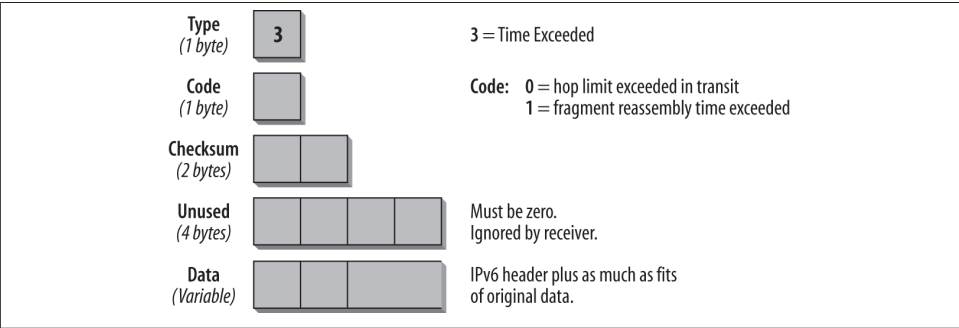 Type
(1 byte)
3
3 = Time Exceeded
Code
(1 byte)
Code: 0 = hop limit exceeded in transit
1 = fragment reassembly time exceeded
Checksum
(2 bytes)
Unused
(4 bytes)
Must be zero.
Ignored by receiver.
Data
(Variable)
IPv6 header plus as much as fits
of original data.